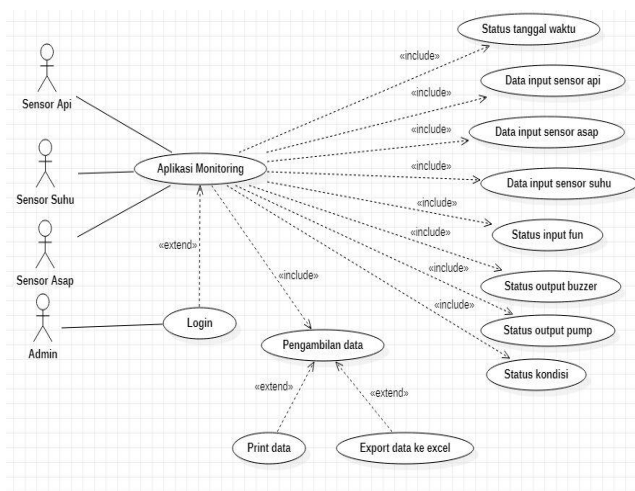 Status tanggal waktu
«include»
Sensor Api
«include»
Data input sensor api
«include»
Data input sensor asap
Aplikasi Monitoring
«include»
Data input sensor suhu
Sensor Suhu
«include»
Status input fun
«include»
«extend»
Sensor Asap
«include»
«include»
Status output buzzer
«include»
Login
Status output pump
Admin
Pengambilan data
Status kondisi
«extend»
«extend»
Print data
Export data ke excel